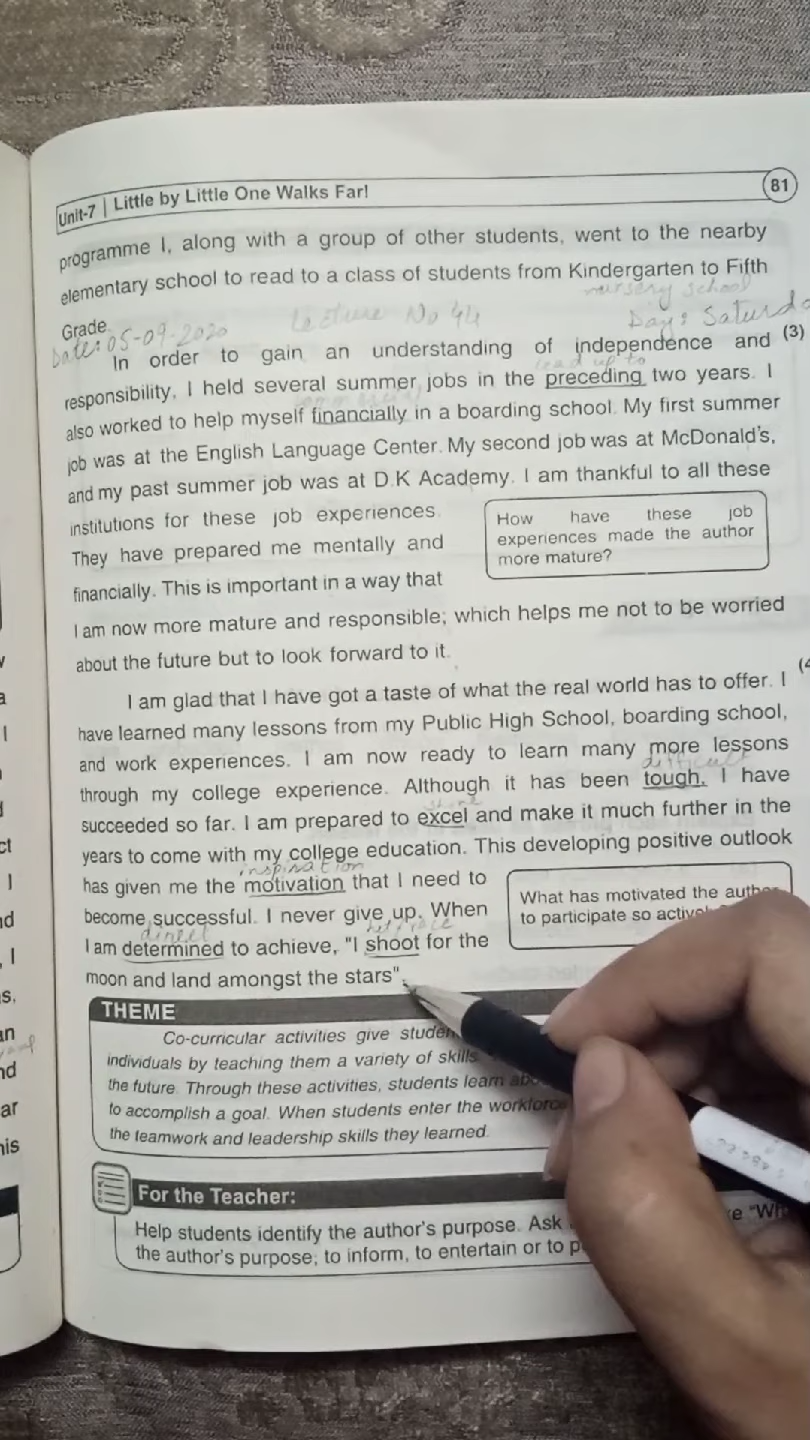 Unit-7 | Little by Little One Walks Far!
81
programme I, along with a group of other students, went to the nearby
elementary school to read to a class of students from Kindergarten to Fifth
nursery school
Grade.
Lecture No 44
Day: Saturda
Date: 05-09-2020
In order to gain an understanding of independence and (3)
lead up to
responsibility, I held several summer jobs in the preceding two years. I
also worked to help myself financially in a boarding school. My first summer
job was at the English Language Center. My second job was at McDonald's,
and my past summer job was at D.K Academy. I am thankful to all these
institutions for these job experiences.
They have prepared me mentally and
financially. This is important in a way that
How have these job
experiences made the author
more mature?
I am now more mature and responsible; which helps me not to be worried
about the future but to look forward to it.
I am glad that I have got a taste of what the real world has to offer. I
have learned many lessons from my Public High School, boarding school,
and work experiences. I am now ready to learn many more lessons
difficult
through my college experience. Although it has been tough, I have
succeeded so far. I am prepared to excel and make it much further in the
years to come with my college education. This developing positive outlook
inspiration
has given me the motivation that I need to
become successful. I never give up. When
direct
I am determined to achieve, "I shoot for the
moon and land amongst the stars".
What has motivated the
to participate so
THEME
Co-curricular activities give
individuals by teaching them a variety of skills
the future. Through these activities, students learn
to accomplish a goal. When students enter the
the teamwork and leadership skills they learned.
For the Teacher:
Help students identify the author's purpose. Ask
the author's purpose; to inform, to entertain or to